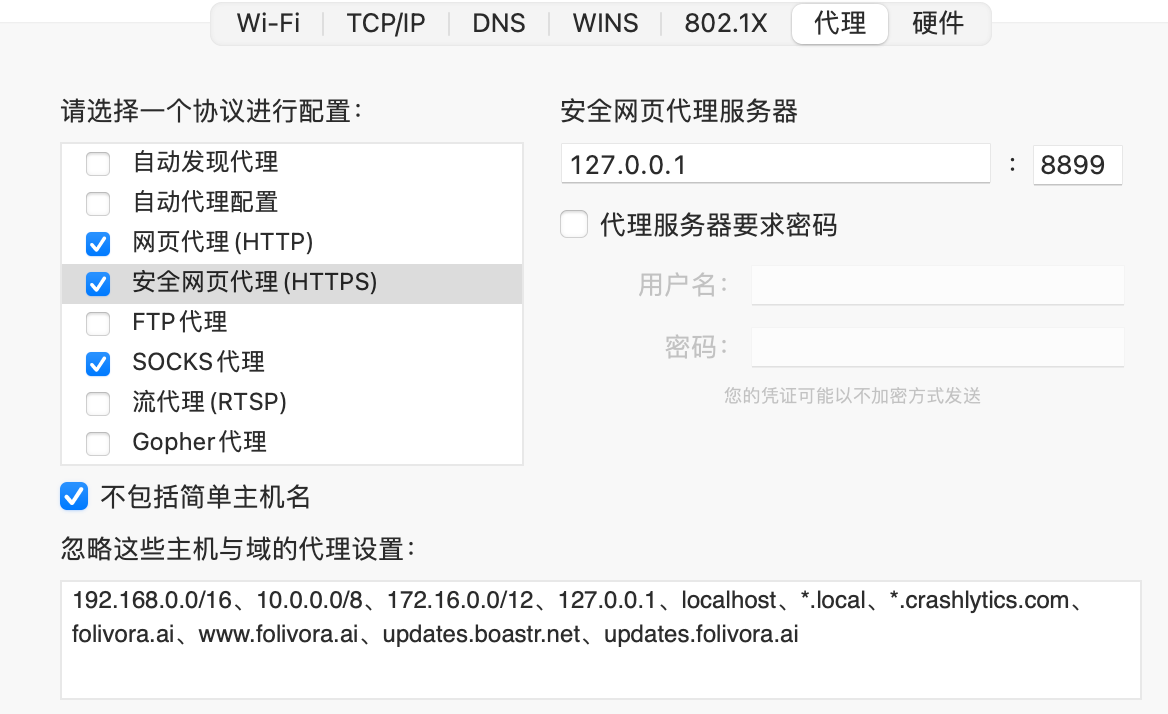 Wi-Fi TCP/IP DNS WINS 802.1X 代理 硬件
请选择一个协议进行配置：
自动发现代理
自动代理配置
网页代理(HTTP)
安全网页代理(HTTPS)
FTP代理
SOCKS代理
流代理(RTSP)
Gopher代理
安全网页代理服务器
127.0.0.1 : 8899
代理服务器要求密码
用户名：
密码：
您的凭证可能以不加密方式发送
不包括简单主机名
忽略这些主机与域的代理设置：
192.168.0.0/16、10.0.0.0/8、172.16.0.0/12、127.0.0.1、localhost、*.local、*.crashlytics.com、
folivora.ai、www.folivora.ai、updates.boastr.net、updates.folivora.ai